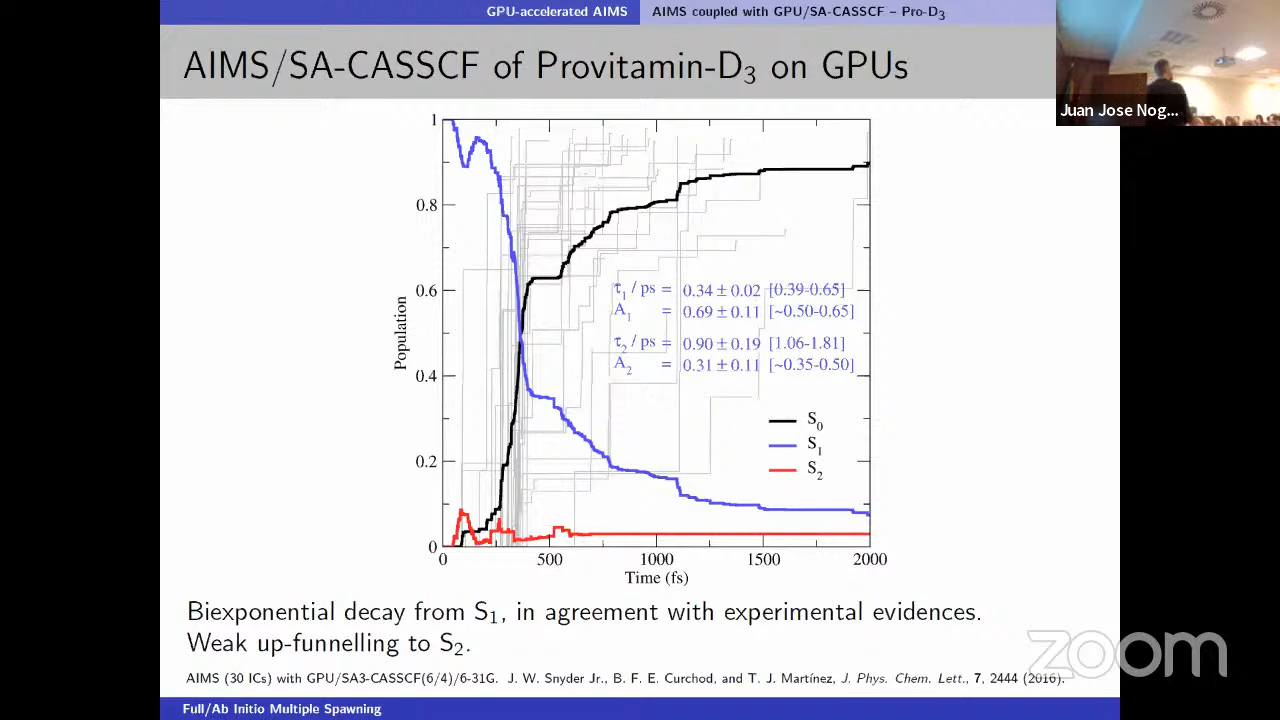 GPU-accelerated AIMS
AIMS coupled with GPU/SA-CASSCF – Pro-D3
AIMS/SA-CASSCF of Provitamin-D3 on GPUs
Juan Jose Nog...
1
0.8
0.6
0.4
0.2
0
Population
τ1 / ps = 0.34 ± 0.02 [0.39-0.65]
A1 = 0.69 ± 0.11 [~0.50-0.65]
τ2 / ps = 0.90 ± 0.19 [1.06-1.81]
A2 = 0.31 ± 0.11 [~0.35-0.50]
S0
S1
S2
0 500 1000 1500 2000
Time (fs)
Biexponential decay from S1, in agreement with experimental evidences.
Weak up-funnelling to S2.
zoom
AIMS (30 ICs) with GPU/SA3-CASSCF(6/4)/6-31G. J. W. Snyder Jr., B. F. E. Curchod, and T. J. Martínez, J. Phys. Chem. Lett., 7, 2444 (2016).
Full/Ab Initio Multiple Spawning